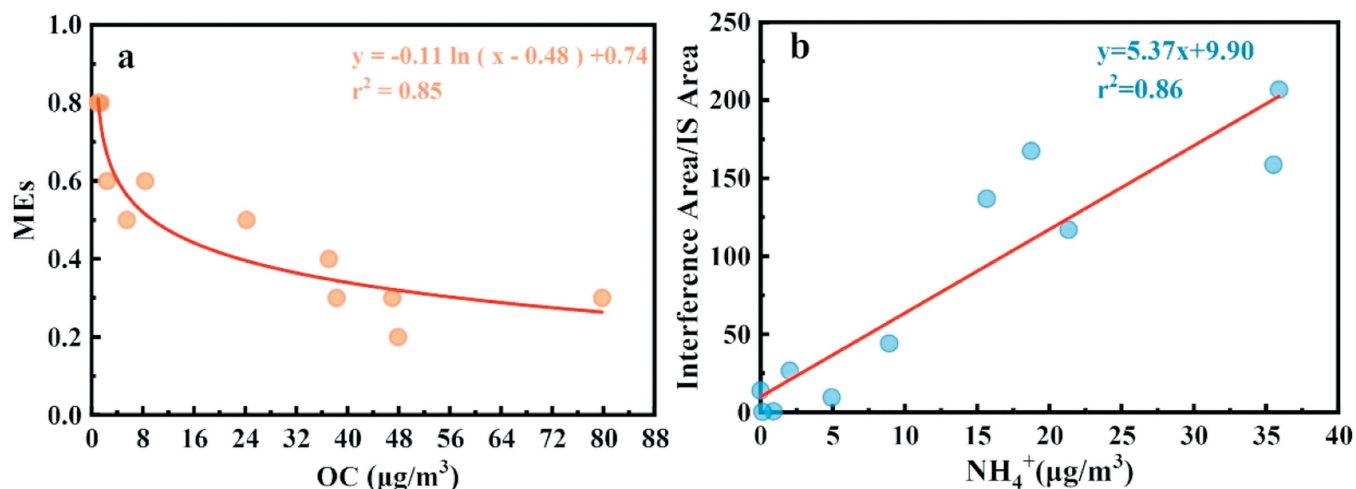 a
y = -0.11 ln ( x - 0.48 ) +0.74
r² = 0.85
MEs
1.0
0.8
0.6
0.4
0.2
0.0
0 8 16 24 32 40 48 56 64 72 80 88
OC (μg/m³)
b
y=5.37x+9.90
r²=0.86
Interference Area/IS Area
250
200
150
100
50
0
0 5 10 15 20 25 30 35 40
NH₄⁺(μg/m³)